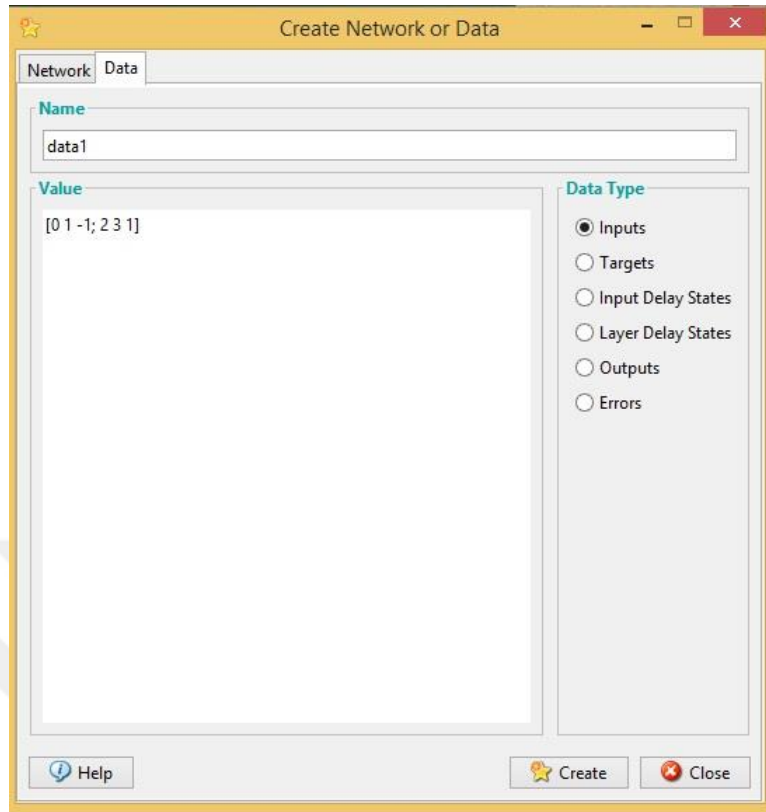 Create Network or Data
Network Data
Name
data1
Value
[0 1 -1; 2 3 1]
Data Type
Inputs
Targets
Input Delay States
Layer Delay States
Outputs
Errors
Help
Create
Close